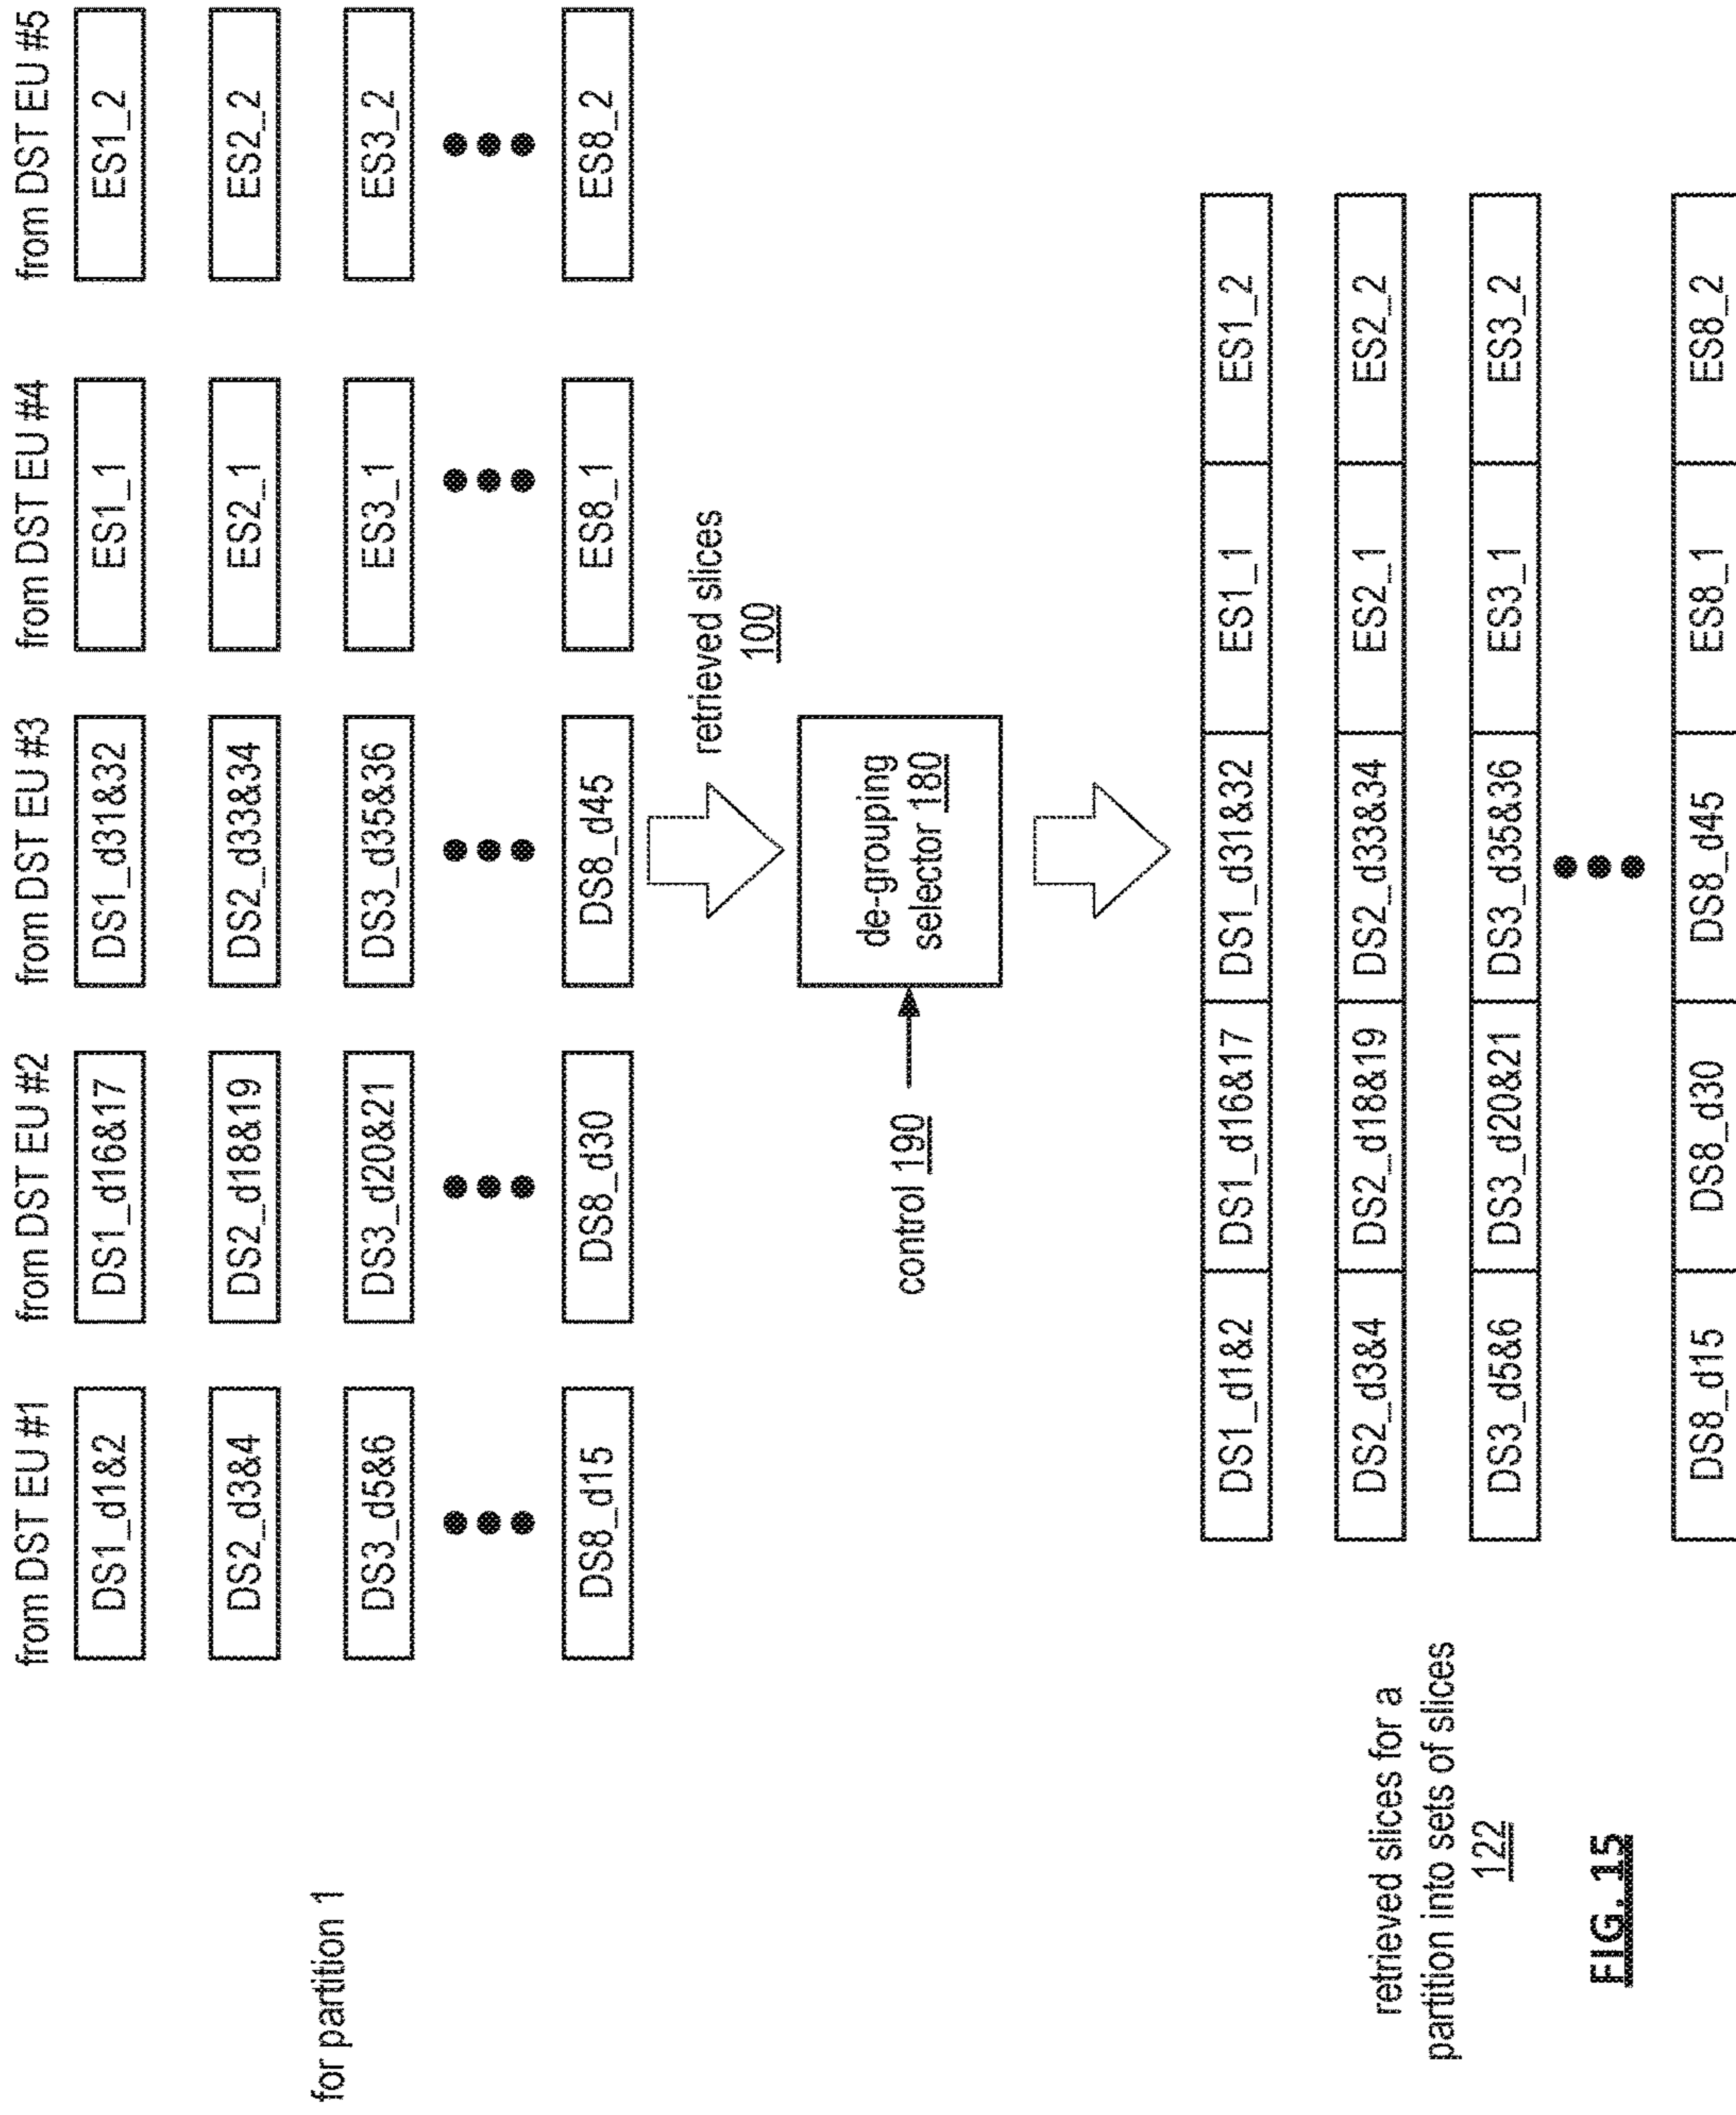 from DST EU #1 from DST EU #2 from DST EU #3 from DST EU #4 from DST EU #5
DS1_d1&2 DS1_d16&17 DS1_d31&32 ES1_1 ES1_2
DS2_d3&4 DS2_d18&19 DS2_d33&34 ES2_1 ES2_2
for partition 1
DS3_d5&6 DS3_d20&21 DS3_d35&36 ES3_1 ES3_2
DS8_d15 DS8_d30 DS8_d45 ES8_1 ES8_2
retrieved slices
100
control 190
de-grouping
selector 180
DS1_d1&2 DS1_d16&17 DS1_d31&32 ES1_1 ES1_2
DS2_d3&4 DS2_d18&19 DS2_d33&34 ES2_1 ES2_2
DS3_d5&6 DS3_d20&21 DS3_d35&36 ES3_1 ES3_2
DS8_d15 DS8_d30 DS8_d45 ES8_1 ES8_2
retrieved slices for a
partition into sets of slices
122
FIG. 15